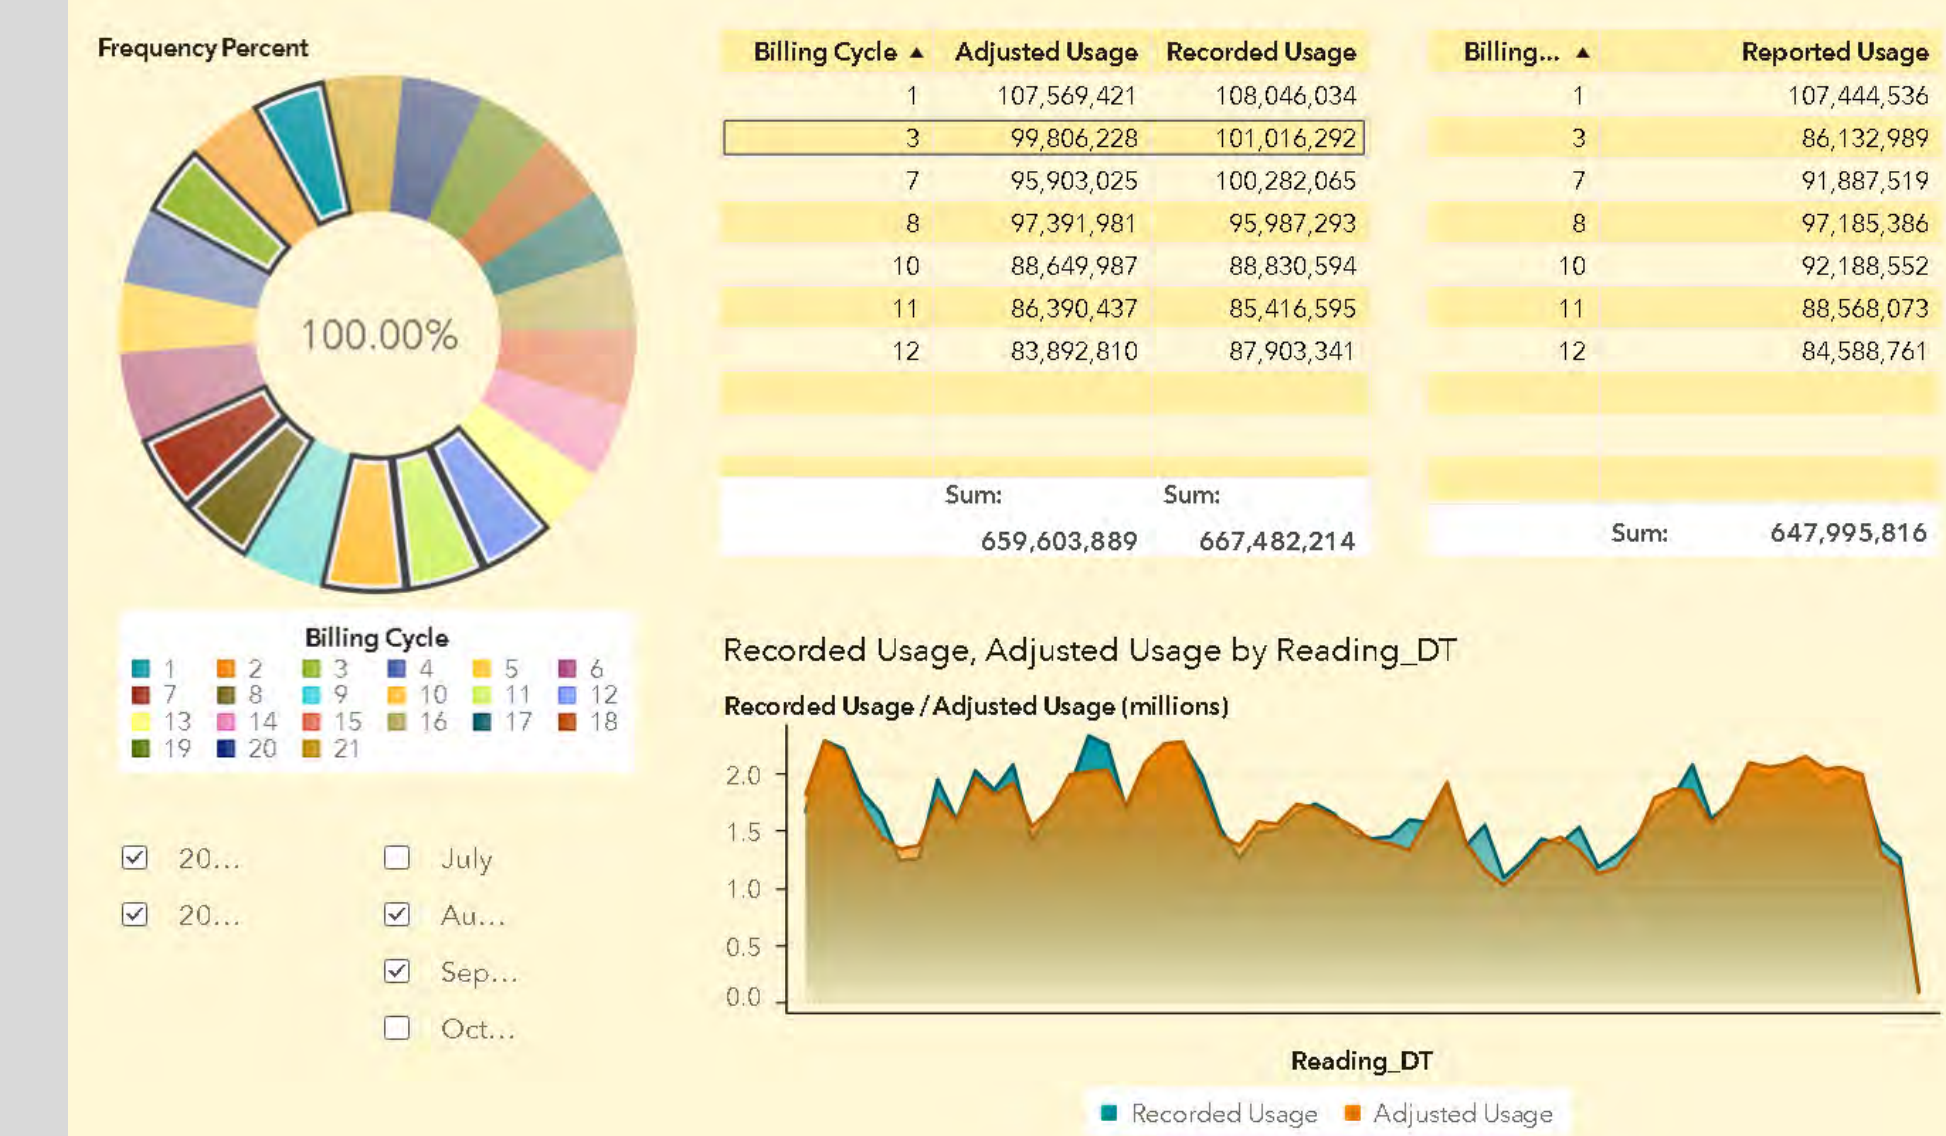 Frequency Percent
100.00%
Billing Cycle
1 2 3 4 5 6
7 8 9 10 11 12
13 14 15 16 17 18
19 20 21
20...
20...
July
Au...
Sep...
Oct...
Billing Cycle ▲ Adjusted Usage Recorded Usage
1 107,569,421 108,046,034
3 99,806,228 101,016,292
7 95,903,025 100,282,065
8 97,391,981 95,987,293
10 88,649,987 88,830,594
11 86,390,437 85,416,595
12 83,892,810 87,903,341
Sum: Sum:
659,603,889 667,482,214
Billing... ▲ Reported Usage
1 107,444,536
3 86,132,989
7 91,887,519
8 97,185,386
10 92,188,552
11 88,568,073
12 84,588,761
Sum: 647,995,816
Recorded Usage, Adjusted Usage by Reading_DT
Recorded Usage / Adjusted Usage (millions)
2.0
1.5
1.0
0.5
0.0
Reading_DT
Recorded Usage Adjusted Usage